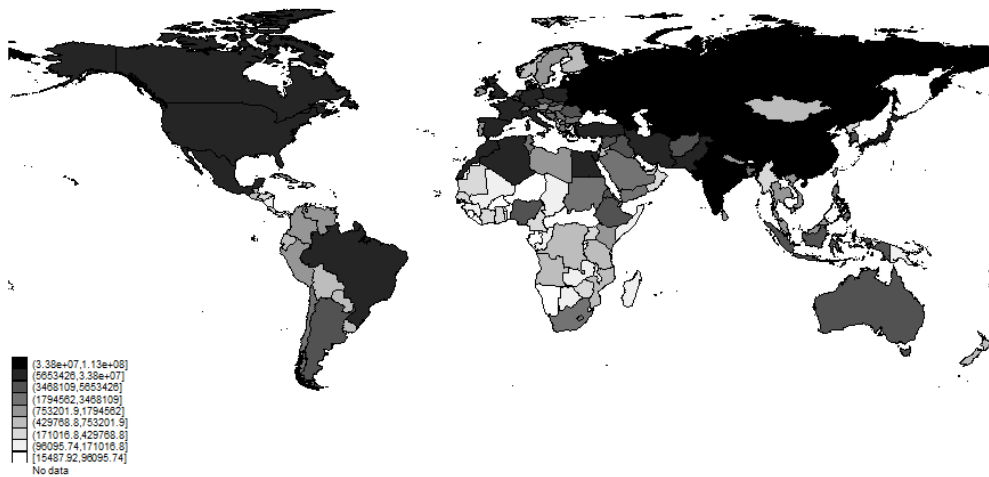 (3.38e+07,1.13e+08]
(5653426,3.38e+07]
(3468109,5653426]
(1794562,3468109]
(753201.9,1794562]
(429768.8,753201.9]
(171016.8,429768.8]
(96095.74,171016.8]
[15487.92,96095.74]
No data